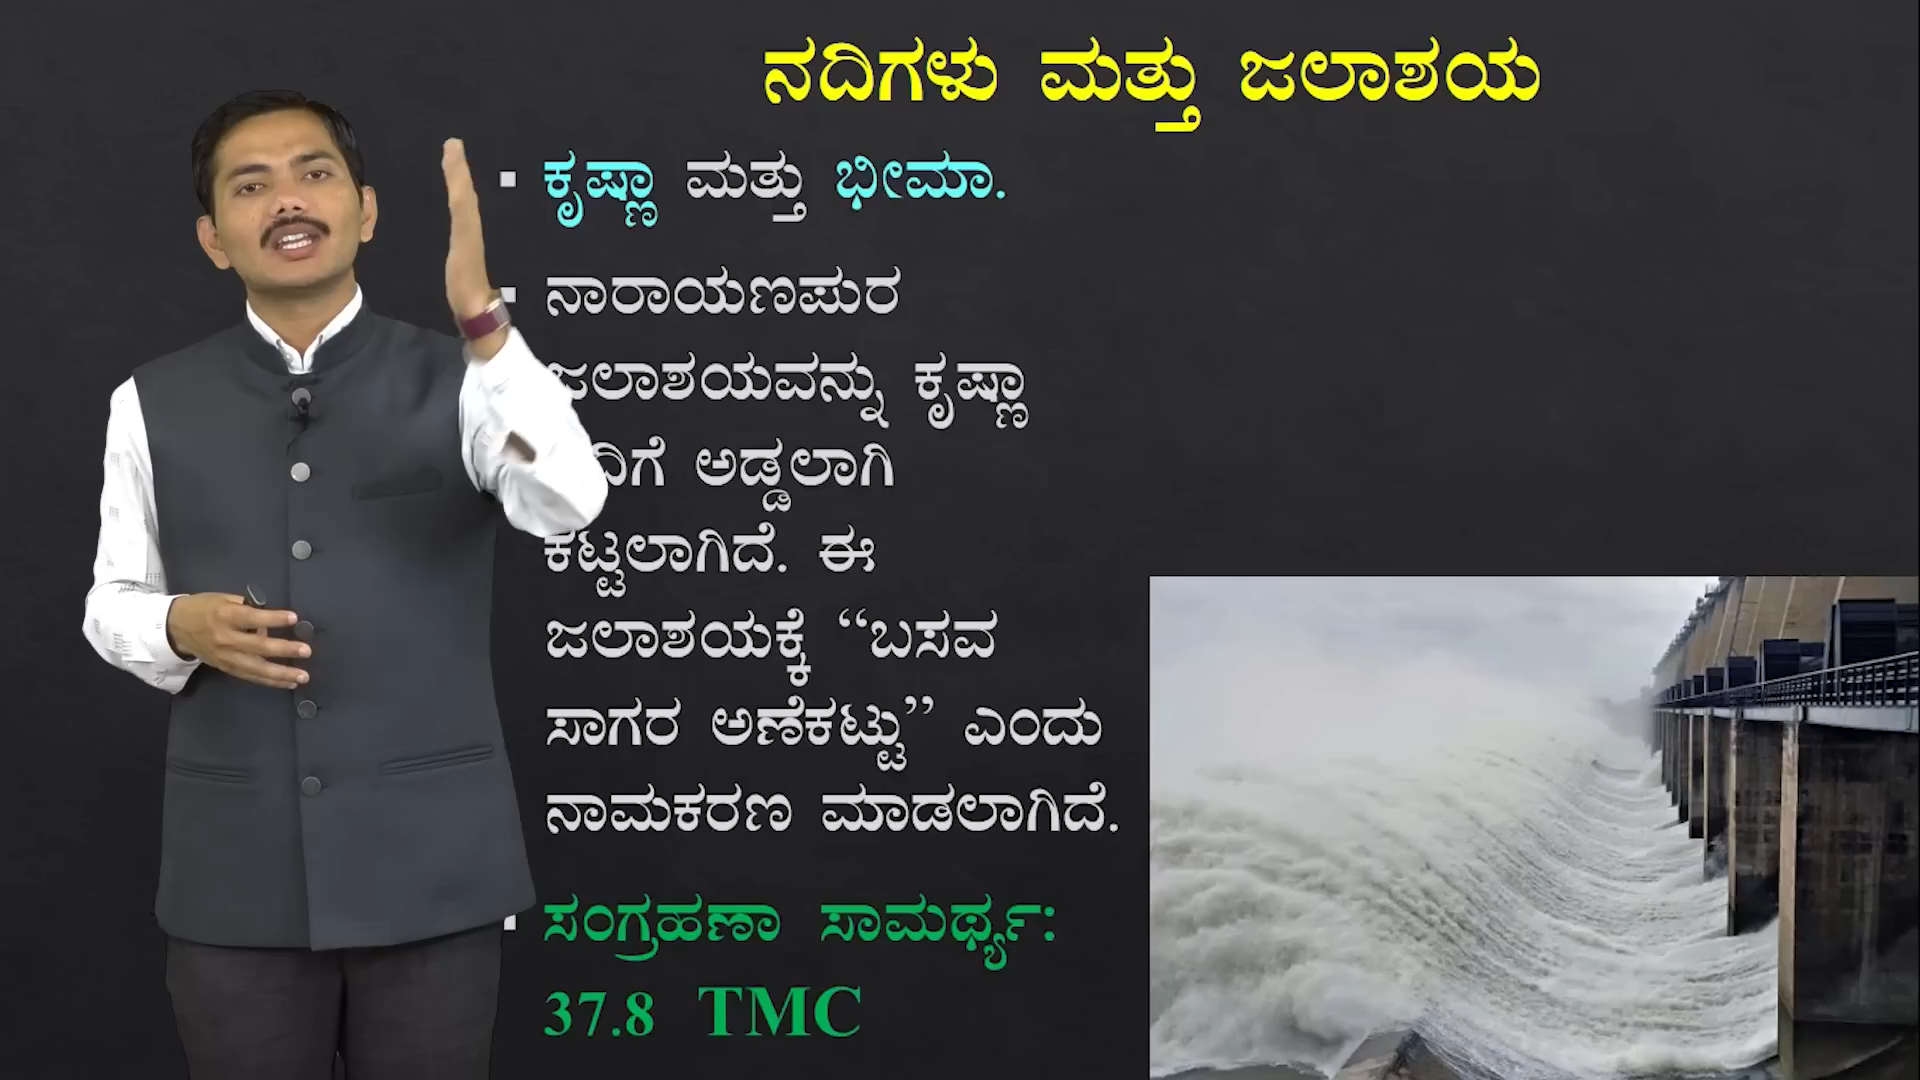 ನದಿಗಳು ಮತ್ತು ಜಲಾಶಯ
ಕೃಷ್ಣಾ ಮತ್ತು ಭೀಮಾ.
ನಾರಾಯಣಪುರ
ಜಲಾಶಯವನ್ನು ಕೃಷ್ಣಾ
ಅಡ್ಡಲಾಗಿ
ಕಟ್ಟಲಾಗಿದೆ. ಈ
ಜಲಾಶಯಕ್ಕೆ “ಬಸವ
ಸಾಗರ ಅಣೆಕಟ್ಟು” ಎಂದು
ನಾಮಕರಣ ಮಾಡಲಾಗಿದೆ.
ಸಂಗ್ರಹಣಾ ಸಾಮರ್ಥ್ಯ:
37.8 TMC